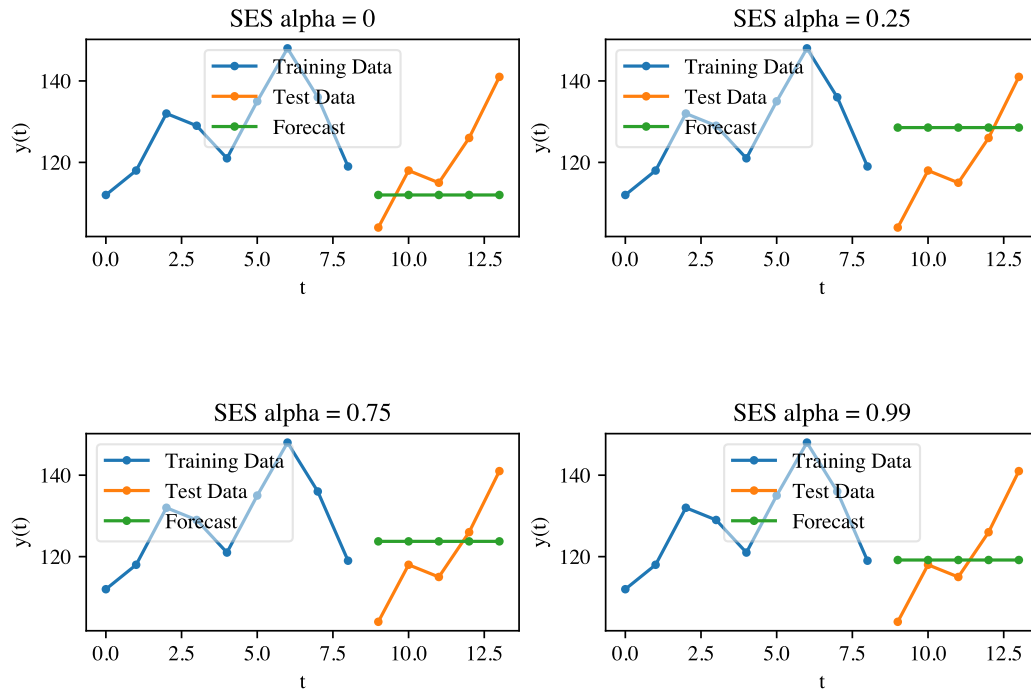 SES alpha = 0
y(t)
140
120
Training Data
Test Data
Forecast
0.0 2.5 5.0 7.5 10.0 12.5
t
SES alpha = 0.25
y(t)
140
120
Training Data
Test Data
Forecast
0.0 2.5 5.0 7.5 10.0 12.5
t
SES alpha = 0.75
y(t)
140
120
Training Data
Test Data
Forecast
0.0 2.5 5.0 7.5 10.0 12.5
t
SES alpha = 0.99
y(t)
140
120
Training Data
Test Data
Forecast
0.0 2.5 5.0 7.5 10.0 12.5
t